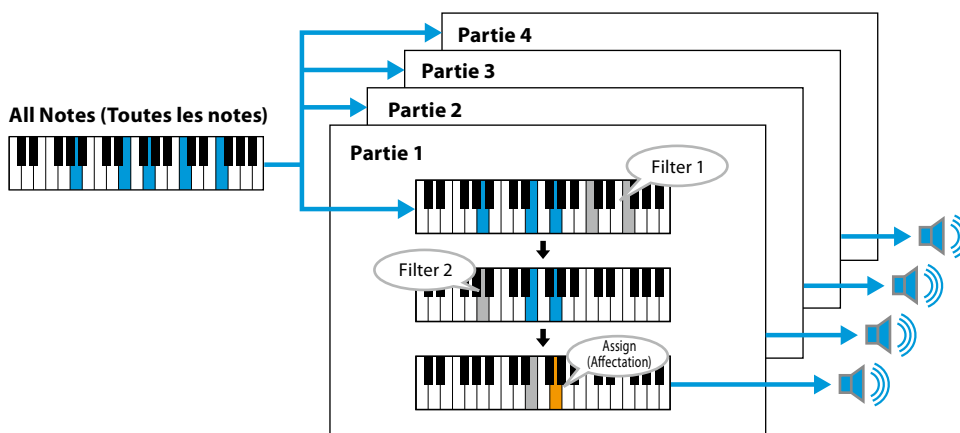 Partie 4
Partie 3
Partie 2
All Notes (Toutes les notes)
Partie 1
Filter 1
Filter 2
Assign
(Affectation)